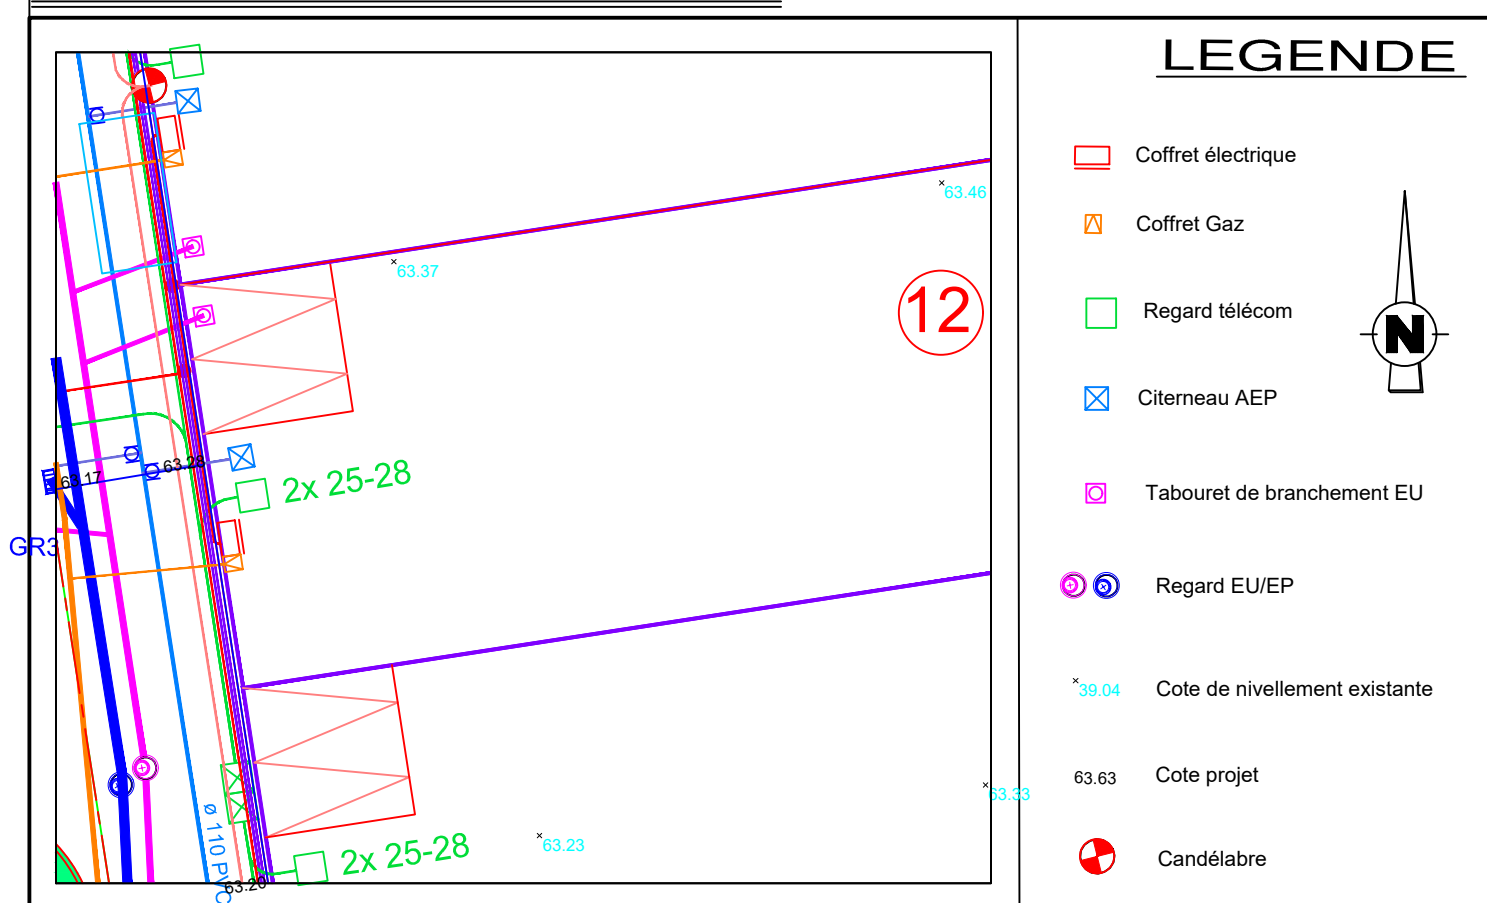 LEGENDE
Coffret électrique
Coffret Gaz
Regard télécom
Citerneau AEP
Tabouret de branchement EU
Regard EU/EP
39.04 Cote de nivellement existante
63.63 Cote projet
Candélabre
N
63.46
63.37
12
63.28
63.17
2x 25-28
GR3
63.33
63.23
2x 25-28
ø 110 PVC
63.20